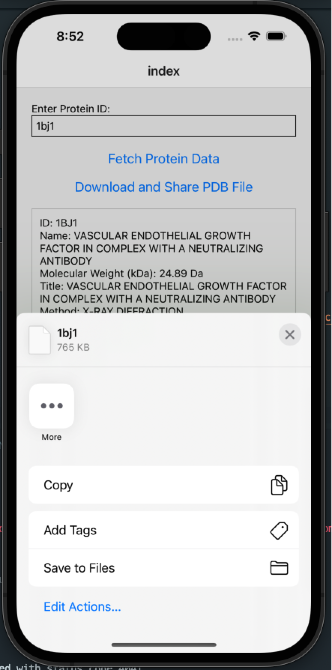 8:52
index
Enter Protein ID:
1bj1
Fetch Protein Data
Download and Share PDB File
ID: 1BJ1
Name: VASCULAR ENDOTHELIAL GROWTH
FACTOR IN COMPLEX WITH A NEUTRALIZING
ANTIBODY
Molecular Weight (kDa): 24.89 Da
Title: VASCULAR ENDOTHELIAL GROWTH FACTOR
IN COMPLEX WITH A NEUTRALIZING ANTIBODY
Method: X-RAY DIFFRACTION
1bj1
765 KB
More
Copy
Add Tags
Save to Files
Edit Actions...
with status code